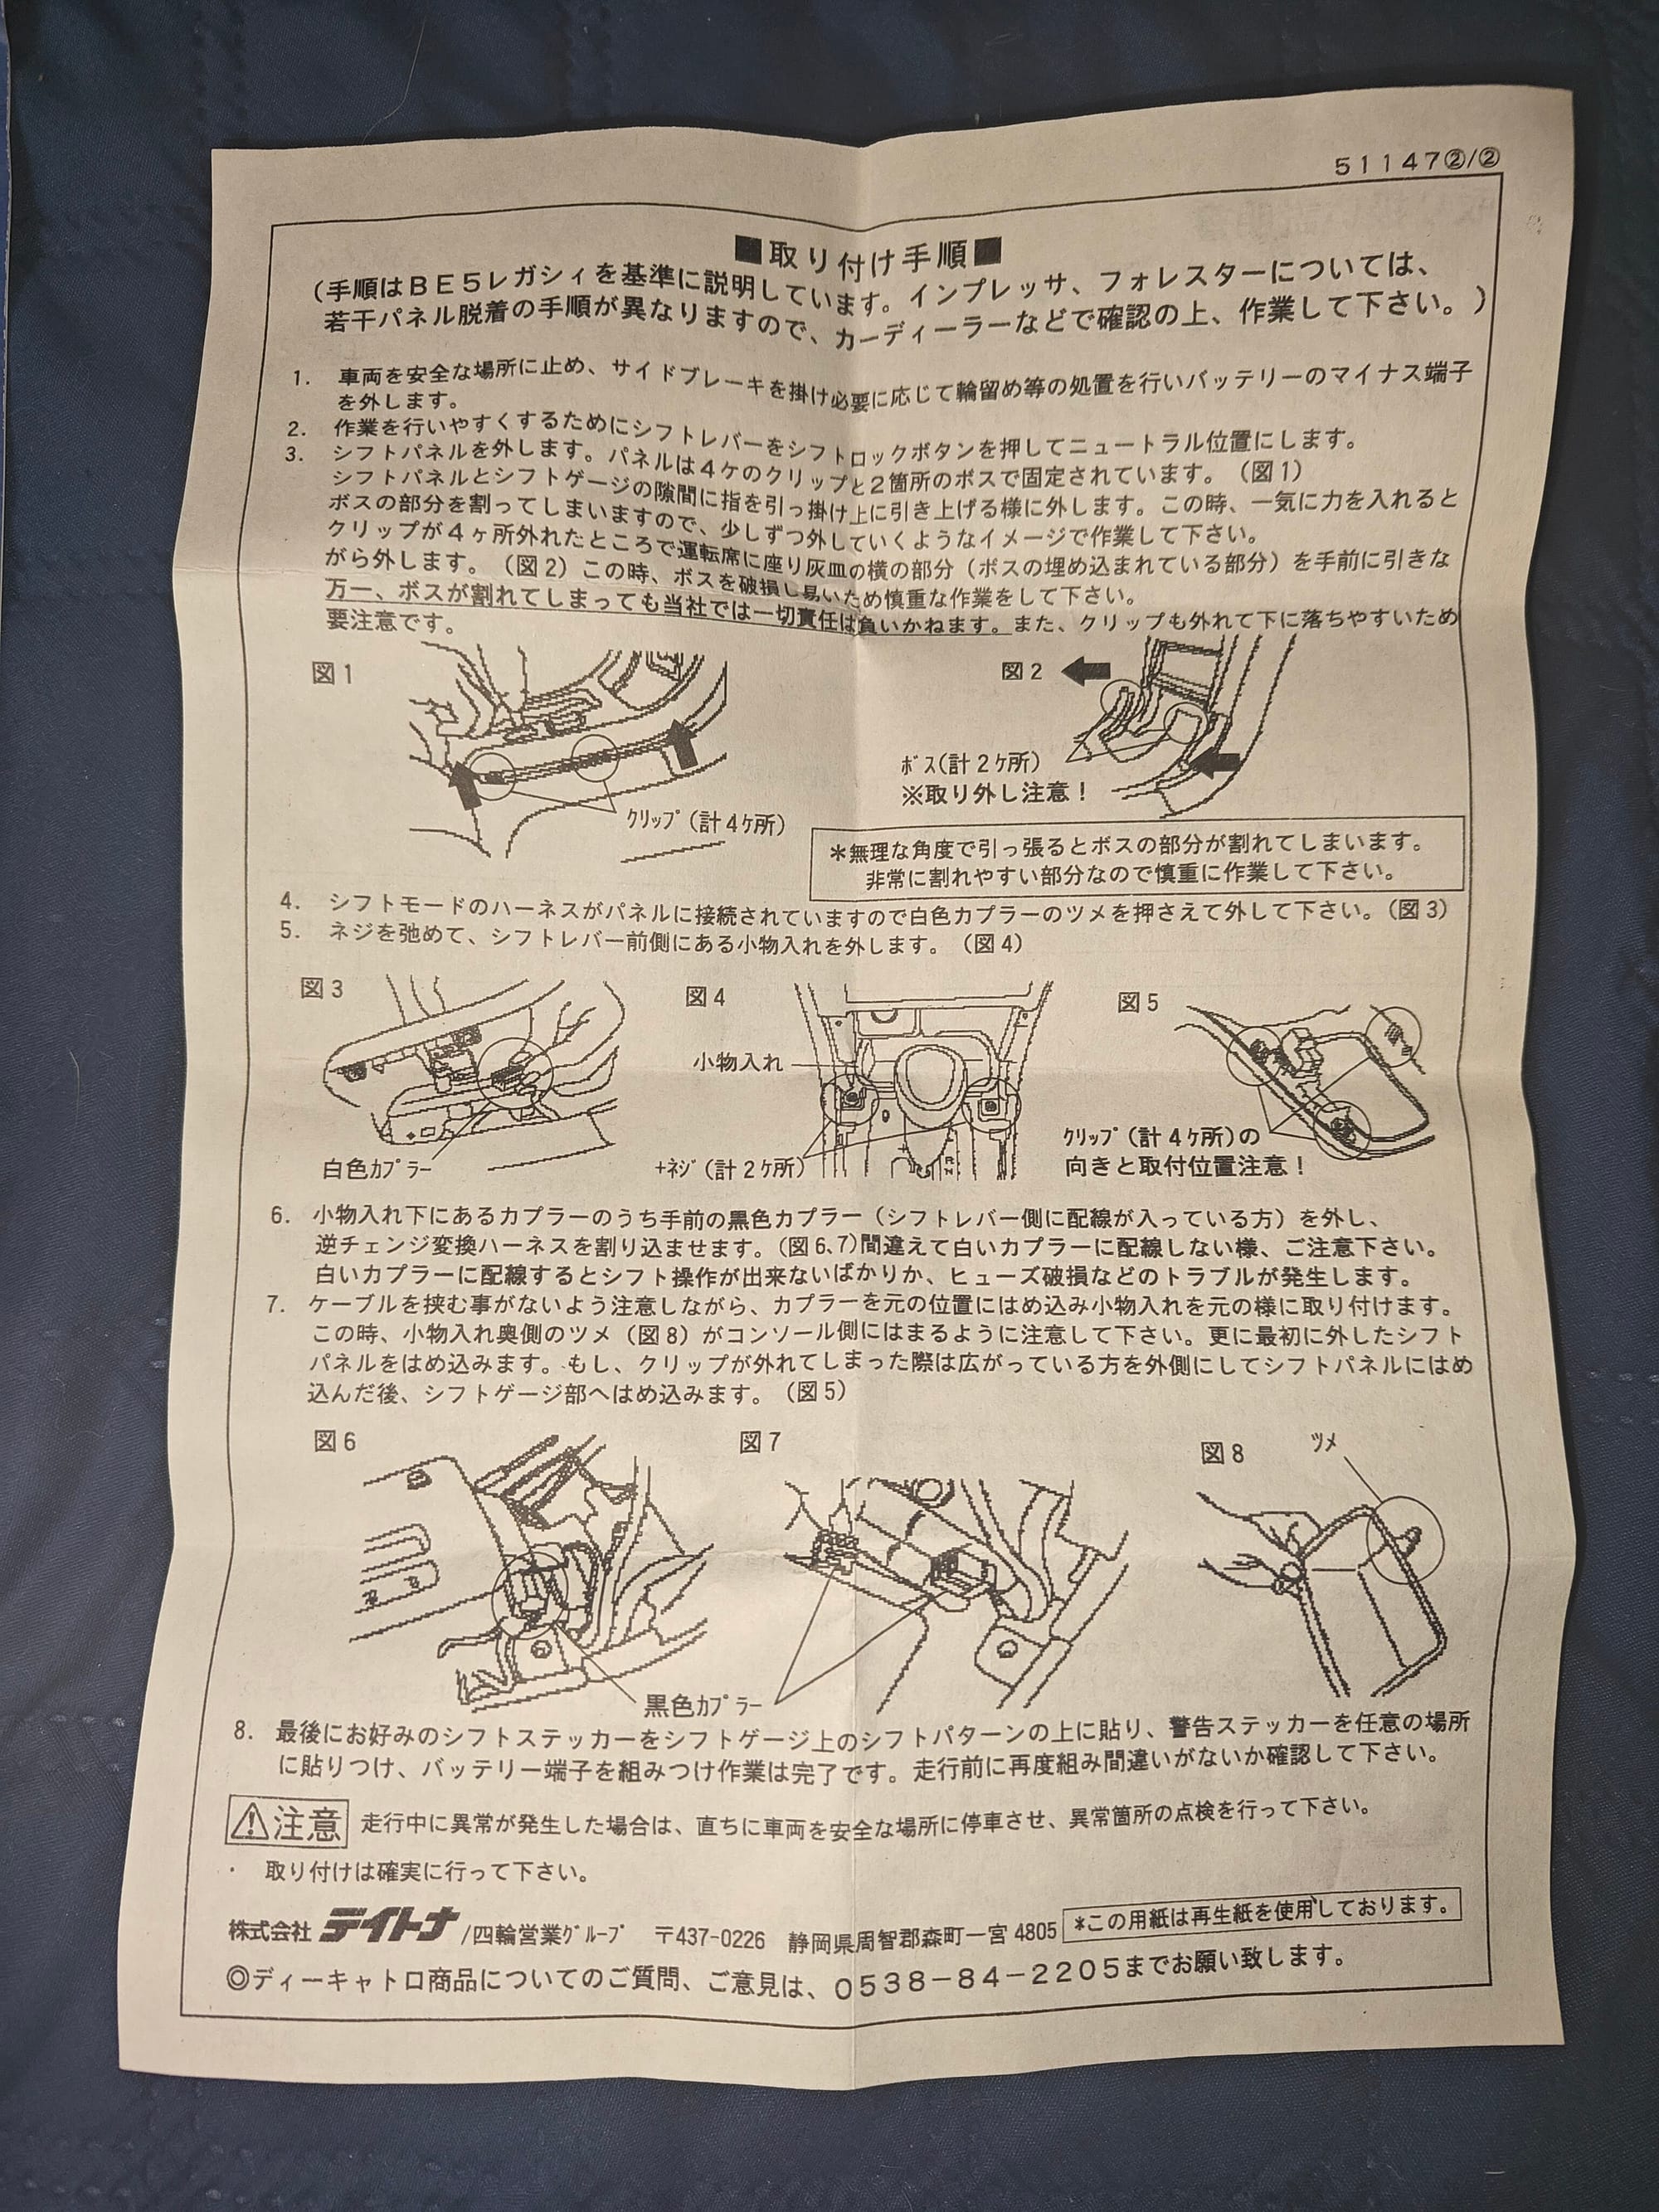 51147②/②
■取り付け手順■
(手順はBE5レガシィを基準に説明しています。インプレッサ、フォレスターについては、
若干パネル脱着の手順が異なりますので、カーディーラーなどで確認の上、作業して下さい。)
1. 車両を安全な場所に止め、サイドブレーキを掛け必要に応じて輪留め等の処置を行いバッテリーのマイナス端子
を外します。
2. 作業を行いやすくするためにシフトレバーをシフトロックボタンを押してニュートラル位置にします。
3. シフトパネルを外します。パネルは4ケのクリップと2箇所のボスで固定されています。(図1)
シフトパネルとシフトゲージの隙間に指を引っ掛け上に引き上げる様に外します。この時、一気に力を入れると
ボスの部分を割ってしまいますので、少しずつ外していくようなイメージで作業して下さい。
クリップが4ヶ所外れたところで運転席に座り灰皿の横の部分(ボスの埋め込まれている部分)を手前に引きな
がら外します。(図2)この時、ボスを破損し易いため慎重な作業をして下さい。
万一、ボスが割れてしまっても当社では一切責任は負いかねます。また、クリップも外れて下に落ちやすいため
要注意です。
図1
図2
ﾎﾞｽ(計2ｹ所)
※取り外し注意!
ｸﾘｯﾌﾟ(計4ｹ所)
*無理な角度で引っ張るとボスの部分が割れてしまいます。
非常に割れやすい部分なので慎重に作業して下さい。
4. シフトモードのハーネスがパネルに接続されていますので白色カプラーのツメを押さえて外して下さい。(図3)
5. ネジを弛めて、シフトレバー前側にある小物入れを外します。(図4)
図3
図4
図5
小物入れ
白色ｶﾌﾟﾗｰ
+ﾈｼﾞ(計2ｹ所)
ｸﾘｯﾌﾟ(計4ｹ所)の
向きと取付位置注意!
6. 小物入れ下にあるカプラーのうち手前の黒色カプラー(シフトレバー側に配線が入っている方)を外し、
逆チェンジ変換ハーネスを割り込ませます。(図6､7)間違えて白いカプラーに配線しない様、ご注意下さい。
白いカプラーに配線するとシフト操作が出来ないばかりか、ヒューズ破損などのトラブルが発生します。
7. ケーブルを挟む事がないよう注意しながら、カプラーを元の位置にはめ込み小物入れを元の様に取り付けます。
この時、小物入れ奥側のツメ(図8)がコンソール側にはまるように注意して下さい。更に最初に外したシフト
パネルをはめ込みます。もし、クリップが外れてしまった際は広がっている方を外側にしてシフトパネルにはめ
込んだ後、シフトゲージ部へはめ込みます。(図5)
図6
図7
図8
ﾂﾒ
黒色ｶﾌﾟﾗｰ
8. 最後にお好みのシフトステッカーをシフトゲージ上のシフトパターンの上に貼り、警告ステッカーを任意の場所
に貼りつけ、バッテリー端子を組みつけ作業は完了です。走行前に再度組み間違いがないか確認して下さい。
⚠注意 走行中に異常が発生した場合は、直ちに車両を安全な場所に停車させ、異常箇所の点検を行って下さい。
・ 取り付けは確実に行って下さい。
株式会社 デイトナ /四輪営業ｸﾞﾙｰﾌﾟ 〒437-0226 静岡県周智郡森町一宮4805 *この用紙は再生紙を使用しております。
◎ディーキャトロ商品についてのご質問、ご意見は、0538-84-2205までお願い致します。